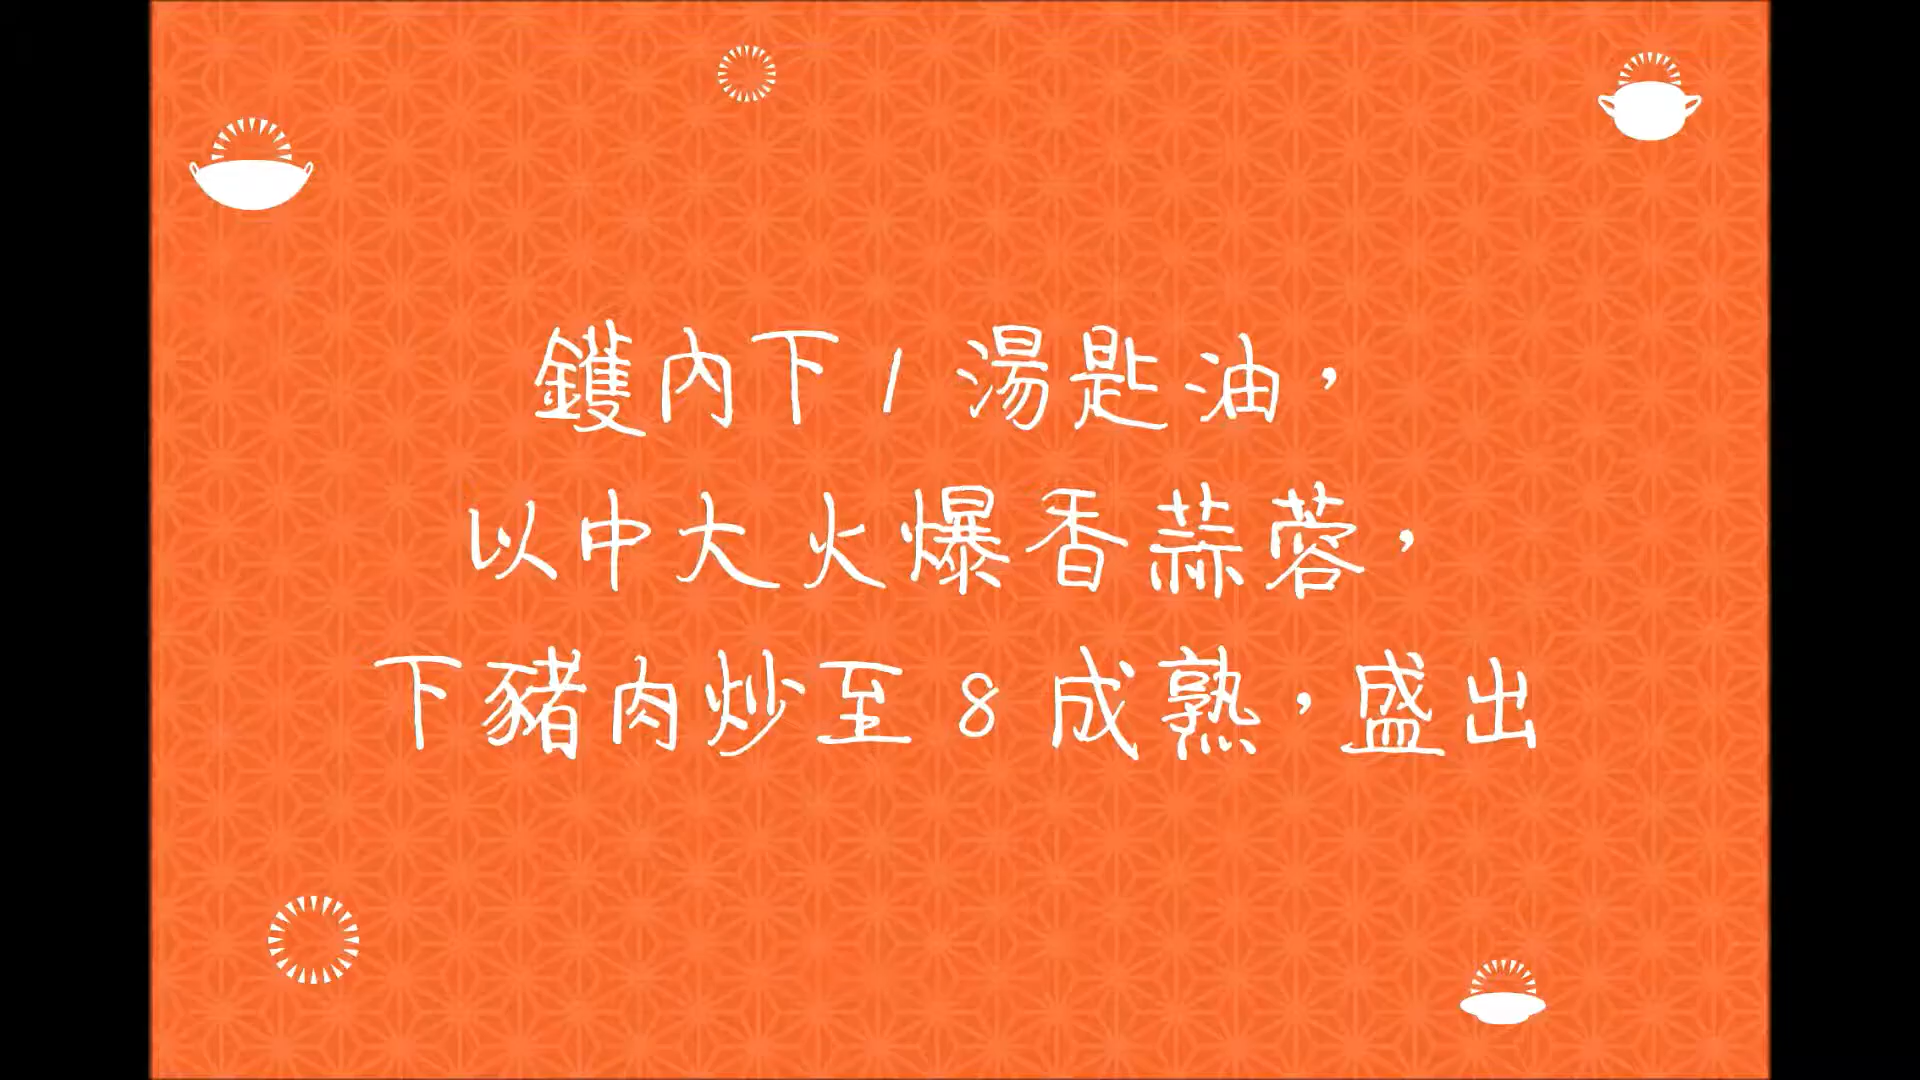 鑊內下1湯匙油，
以中大火爆香蒜蓉，
下豬肉炒至8成熟，盛出